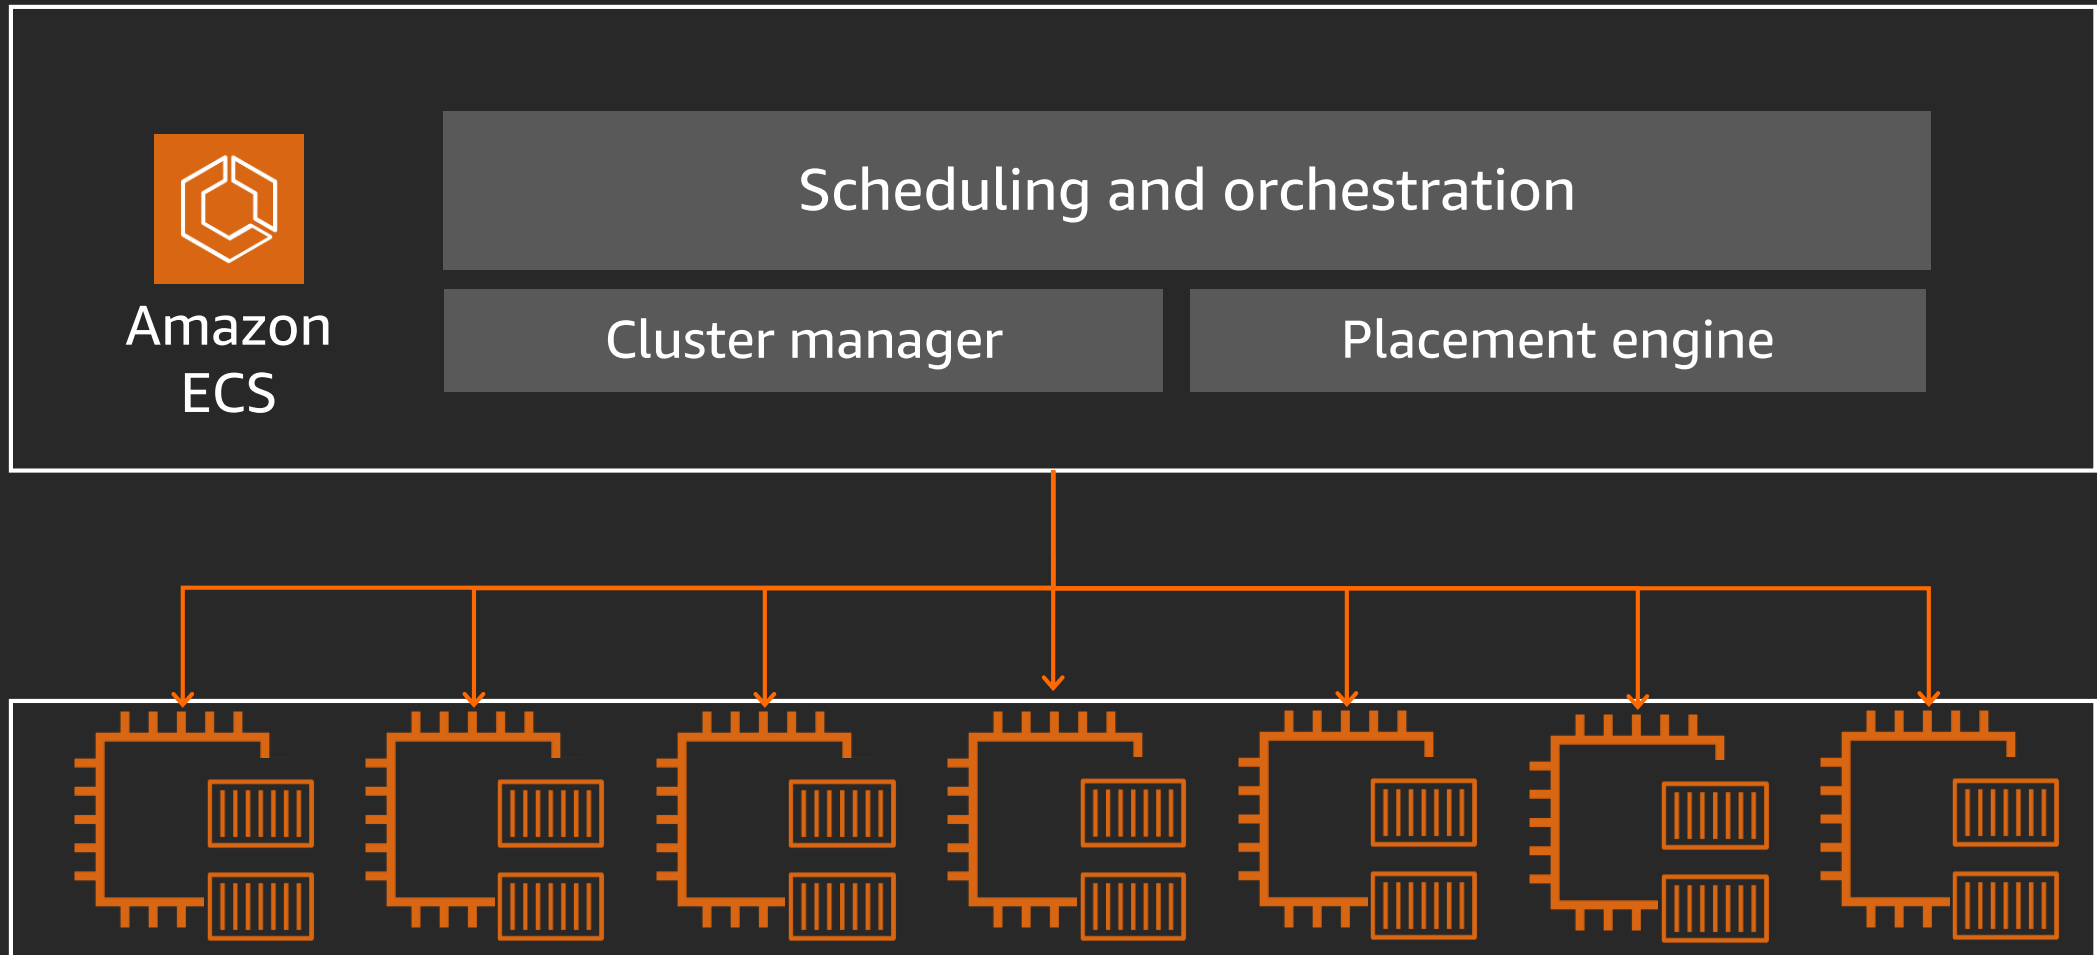 Scheduling and orchestration
Amazon
ECS
Cluster manager
Placement engine